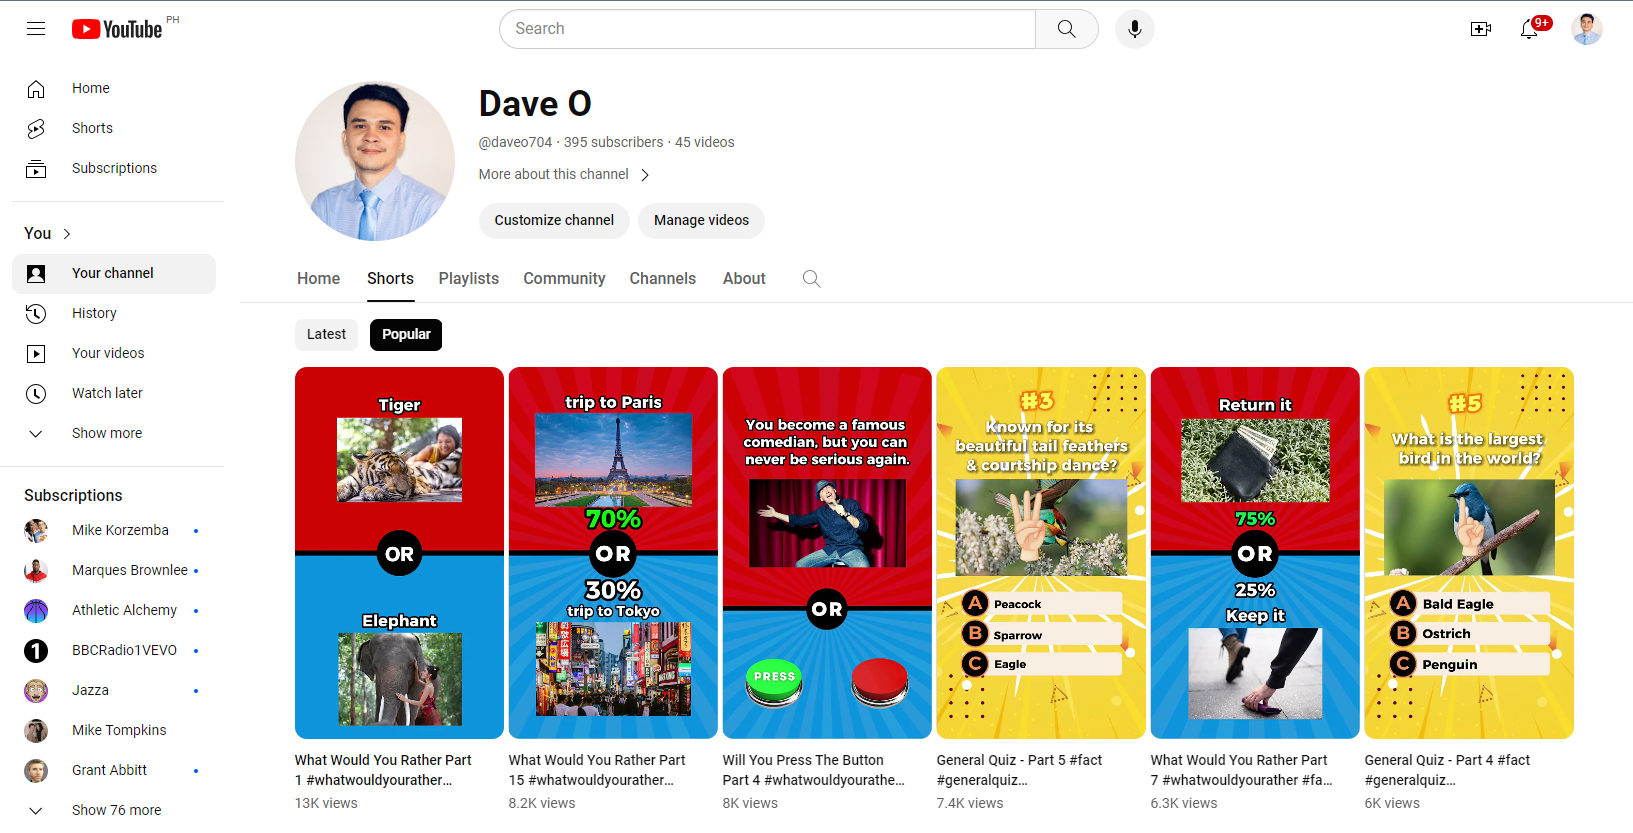 YouTube PH
Search
9+
Home
Shorts
Subscriptions
You
Your channel
History
Your videos
Watch later
Show more
Subscriptions
Mike Korzemba
Marques Brownlee
Athletic Alchemy
1
BBCRadio1VEVO
Jazza
Mike Tompkins
Grant Abbitt
Show 76 more
Dave O
@daveo704 · 395 subscribers · 45 videos
More about this channel
Customize channel
Manage videos
Home
Shorts
Playlists
Community
Channels
About
Latest
Popular
Tiger
OR
Elephant
What Would You Rather Part
1 #whatwouldyourather...
13K views
trip to Paris
70%
OR
30%
trip to Tokyo
What Would You Rather Part
15 #whatwouldyourather...
8.2K views
You become a famous
comedian, but you can
never be serious again.
OR
PRESS
Will You Press The Button
Part 4 #whatwouldyourathe...
8K views
#3
Known for its
beautiful tail feathers
& courtship dance?
A Peacock
B Sparrow
C Eagle
General Quiz - Part 5 #fact
#generalquiz...
7.4K views
Return it
75%
OR
25%
Keep it
What Would You Rather Part
7 #whatwouldyourather #fa...
6.3K views
#5
What is the largest
bird in the world?
A Bald Eagle
B Ostrich
C Penguin
General Quiz - Part 4 #fact
#generalquiz...
6K views